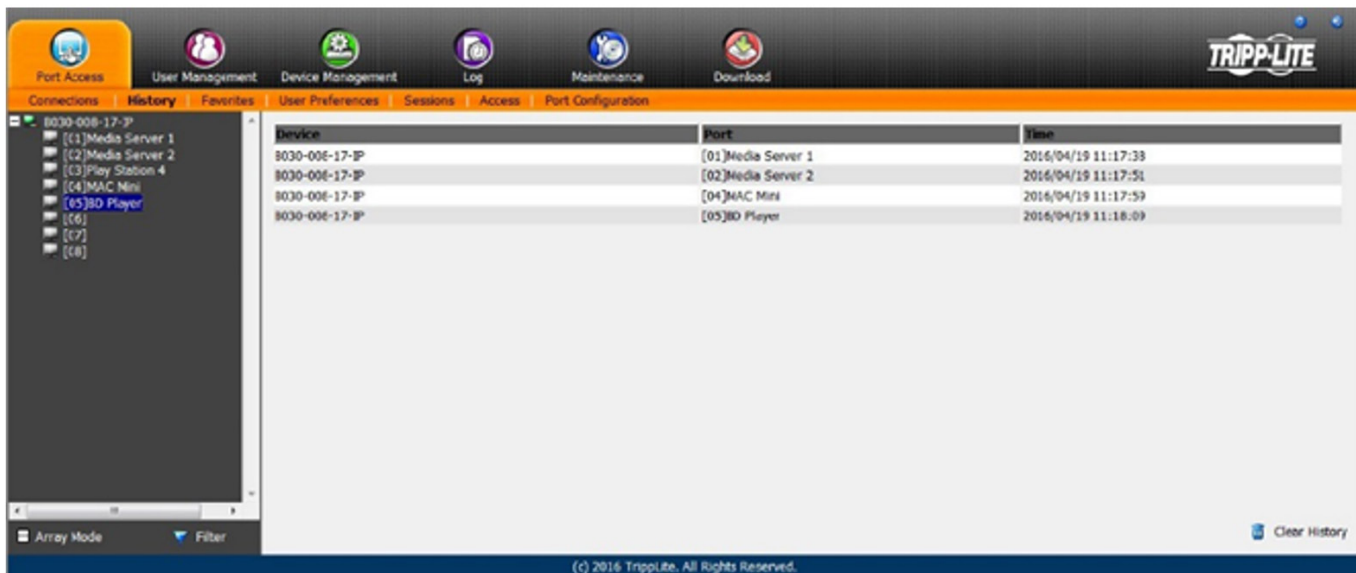 TRIPP·LITE
Port Access
User Management
Device Management
Log
Maintenance
Download
Connections
History
Favorites
User Preferences
Sessions
Access
Port Configuration
B030-008-17-IP
[01]Media Server 1
[02]Media Server 2
[03]Play Station 4
[04]MAC Mini
[05]BD Player
[06]
[07]
[08]
Array Mode
Filter
Device Port Time
B030-008-17-IP [01]Media Server 1 2016/04/19 11:17:38
B030-008-17-IP [02]Media Server 2 2016/04/19 11:17:51
B030-008-17-IP [04]MAC Mini 2016/04/19 11:17:59
B030-008-17-IP [05]BD Player 2016/04/19 11:18:09
Clear History
(c) 2016 TrippLite. All Rights Reserved.